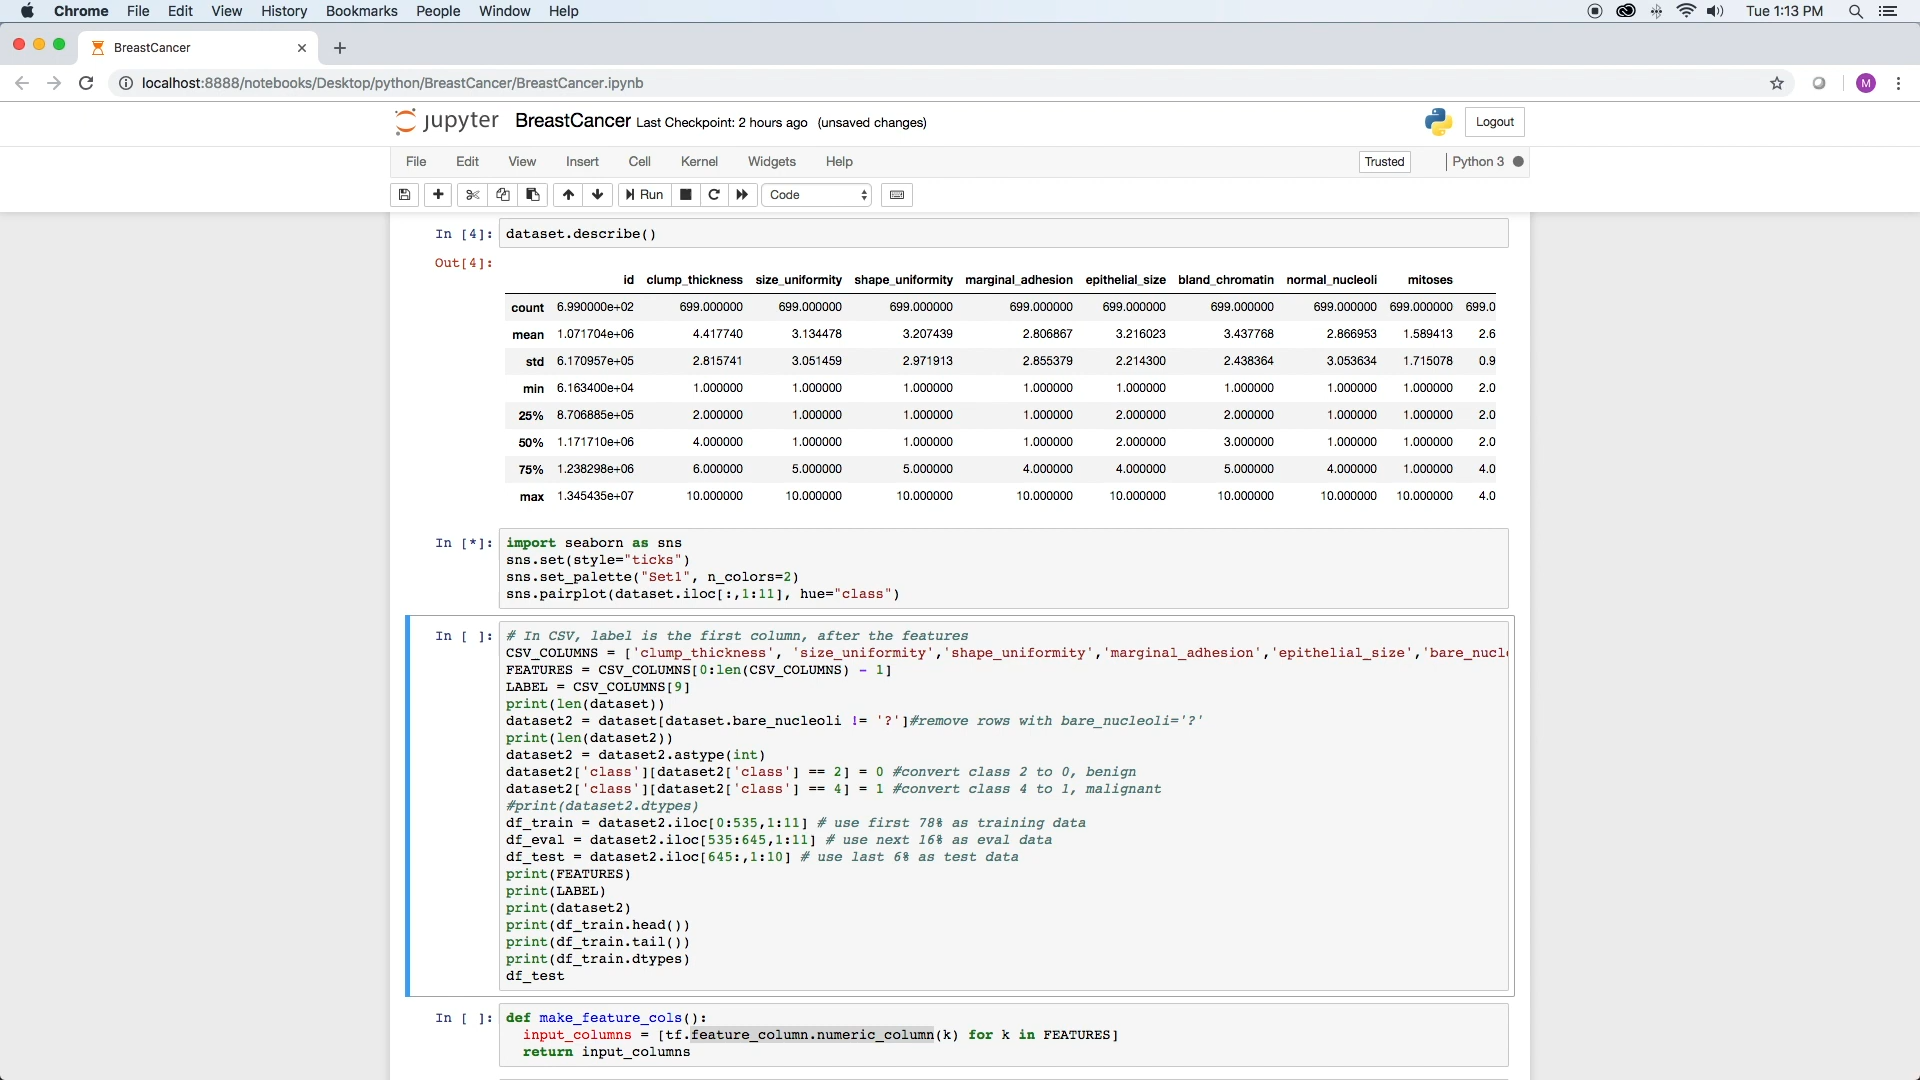 Chrome File Edit View History Bookmarks People Window Help Tue 1:13 PM
BreastCancer
localhost:8888/notebooks/Desktop/python/BreastCancer/BreastCancer.ipynb M
jupyter BreastCancer Last Checkpoint: 2 hours ago (unsaved changes) Logout
File Edit View Insert Cell Kernel Widgets Help Trusted Python 3
Run Code
In [4]: dataset.describe()
Out[4]:
id clump_thickness size_uniformity shape_uniformity marginal_adhesion epithelial_size bland_chromatin normal_nucleoli mitoses
count 6.990000e+02 699.000000 699.000000 699.000000 699.000000 699.000000 699.000000 699.000000 699.000000 699.0
mean 1.071704e+06 4.417740 3.134478 3.207439 2.806867 3.216023 3.437768 2.866953 1.589413 2.6
std 6.170957e+05 2.815741 3.051459 2.971913 2.855379 2.214300 2.438364 3.053634 1.715078 0.9
min 6.163400e+04 1.000000 1.000000 1.000000 1.000000 1.000000 1.000000 1.000000 1.000000 2.0
25% 8.706885e+05 2.000000 1.000000 1.000000 1.000000 2.000000 2.000000 1.000000 1.000000 2.0
50% 1.171710e+06 4.000000 1.000000 1.000000 1.000000 2.000000 3.000000 1.000000 1.000000 2.0
75% 1.238298e+06 6.000000 5.000000 5.000000 4.000000 4.000000 5.000000 4.000000 1.000000 4.0
max 1.345435e+07 10.000000 10.000000 10.000000 10.000000 10.000000 10.000000 10.000000 10.000000 4.0
In [*]: import seaborn as sns
sns.set(style="ticks")
sns.set_palette("Set1", n_colors=2)
sns.pairplot(dataset.iloc[:,1:11], hue="class")
In [ ]: # In CSV, label is the first column, after the features
CSV_COLUMNS = ['clump_thickness', 'size_uniformity','shape_uniformity','marginal_adhesion','epithelial_size','bare_nucl
FEATURES = CSV_COLUMNS[0:len(CSV_COLUMNS) - 1]
LABEL = CSV_COLUMNS[9]
print(len(dataset))
dataset2 = dataset[dataset.bare_nucleoli != '?']#remove rows with bare_nucleoli='?'
print(len(dataset2))
dataset2 = dataset2.astype(int)
dataset2['class'][dataset2['class'] == 2] = 0 #convert class 2 to 0, benign
dataset2['class'][dataset2['class'] == 4] = 1 #convert class 4 to 1, malignant
#print(dataset2.dtypes)
df_train = dataset2.iloc[0:535,1:11] # use first 78% as training data
df_eval = dataset2.iloc[535:645,1:11] # use next 16% as eval data
df_test = dataset2.iloc[645:,1:10] # use last 6% as test data
print(FEATURES)
print(LABEL)
print(dataset2)
print(df_train.head())
print(df_train.tail())
print(df_train.dtypes)
df_test
In [ ]: def make_feature_cols():
input_columns = [tf.feature_column.numeric_column(k) for k in FEATURES]
return input_columns